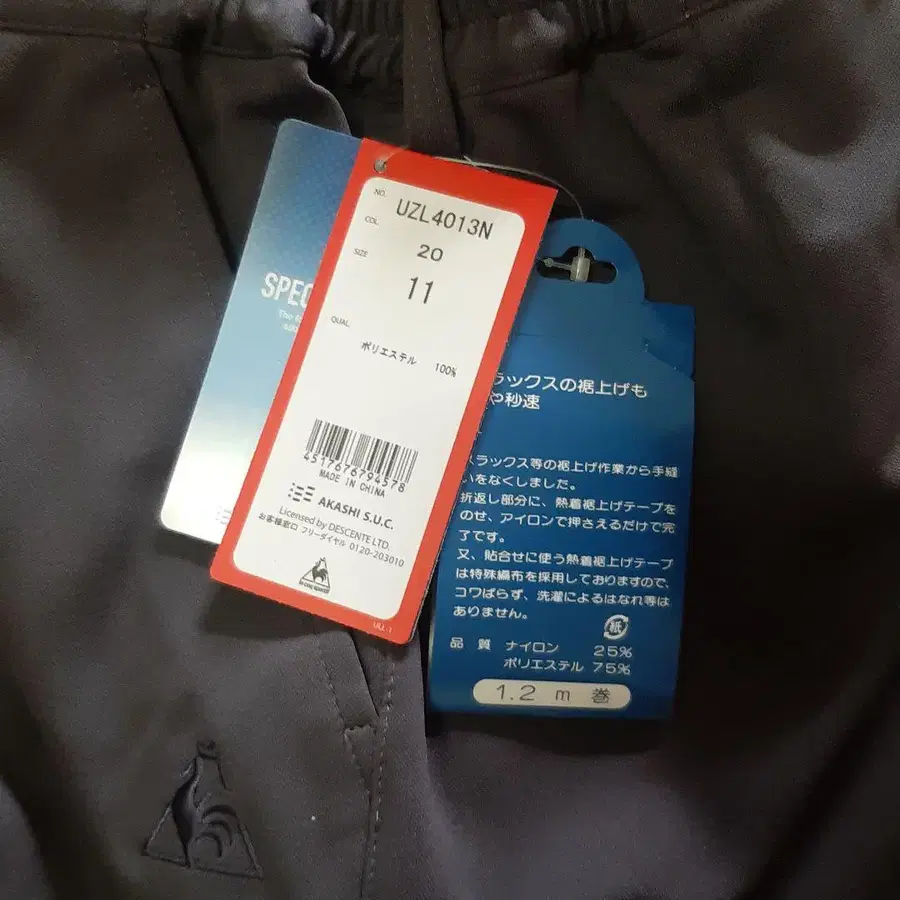 NO. UZL4013N
COL. 20
SIZE 11
QUAL.
ポリエステル 100%
4517676794578
MADE IN CHINA
AKASHI S.U.C.
Licensed by DESCENTE LTD.
お客様窓口 フリーダイヤル 0120-203010
le coq sportif
SPEC
The
ラックスの裾上げも
や秒速
スラックス等の裾上げ作業から手縫
いをなくしました。
折返し部分に、熱着裾上げテープを
のせ、アイロンで押さえるだけで完
了です。
又、貼合せに使う熱着裾上げテープ
は特殊織布を採用しておりますので、
コワばらず、洗濯によるはなれ等は
ありません。
紙
品 質 ナイロン 25%
ポリエステル 75%
1.2 m 巻